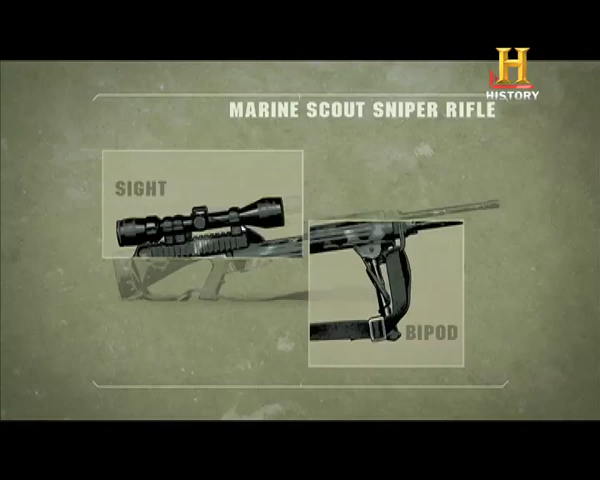 H
HISTORY
MARINE SCOUT SNIPER RIFLE
SIGHT
BIPOD